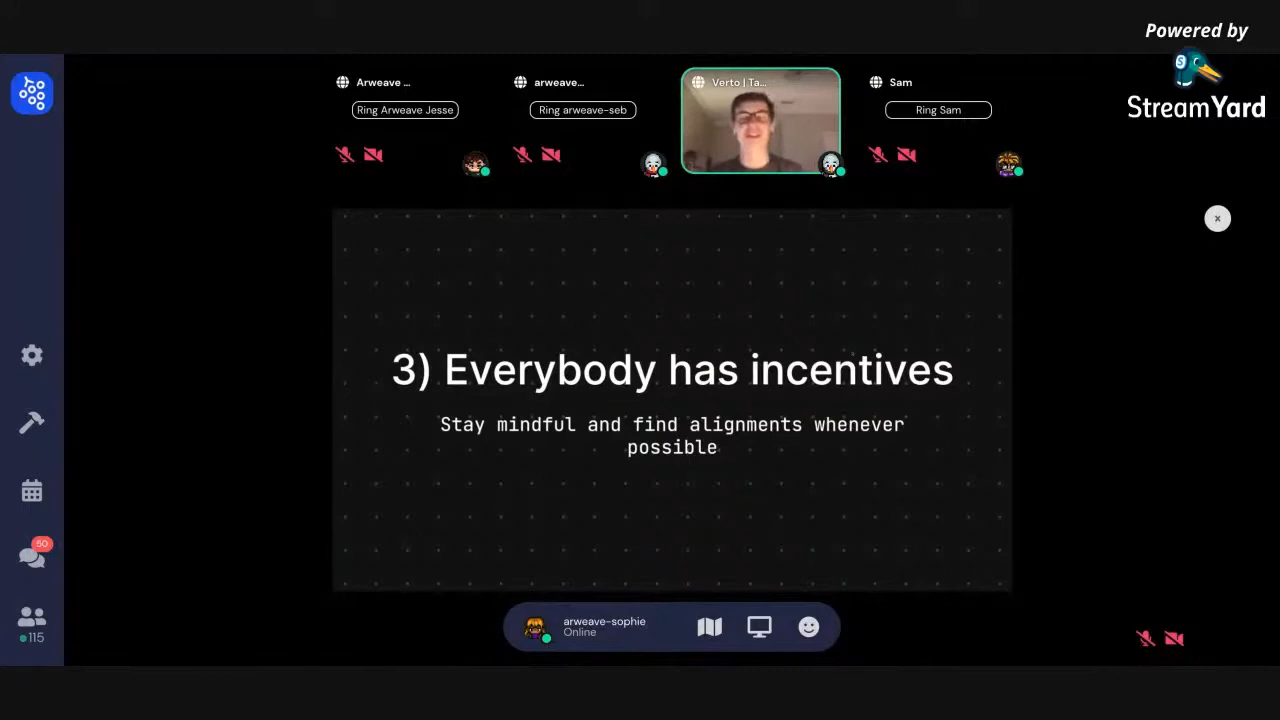 Powered by
StreamYard
Arweave ...
Ring Arweave Jesse
arweave...
Ring arweave-seb
Verto | Ta...
Sam
Ring Sam
3) Everybody has incentives
Stay mindful and find alignments whenever
possible
50
115
arweave-sophie
Online